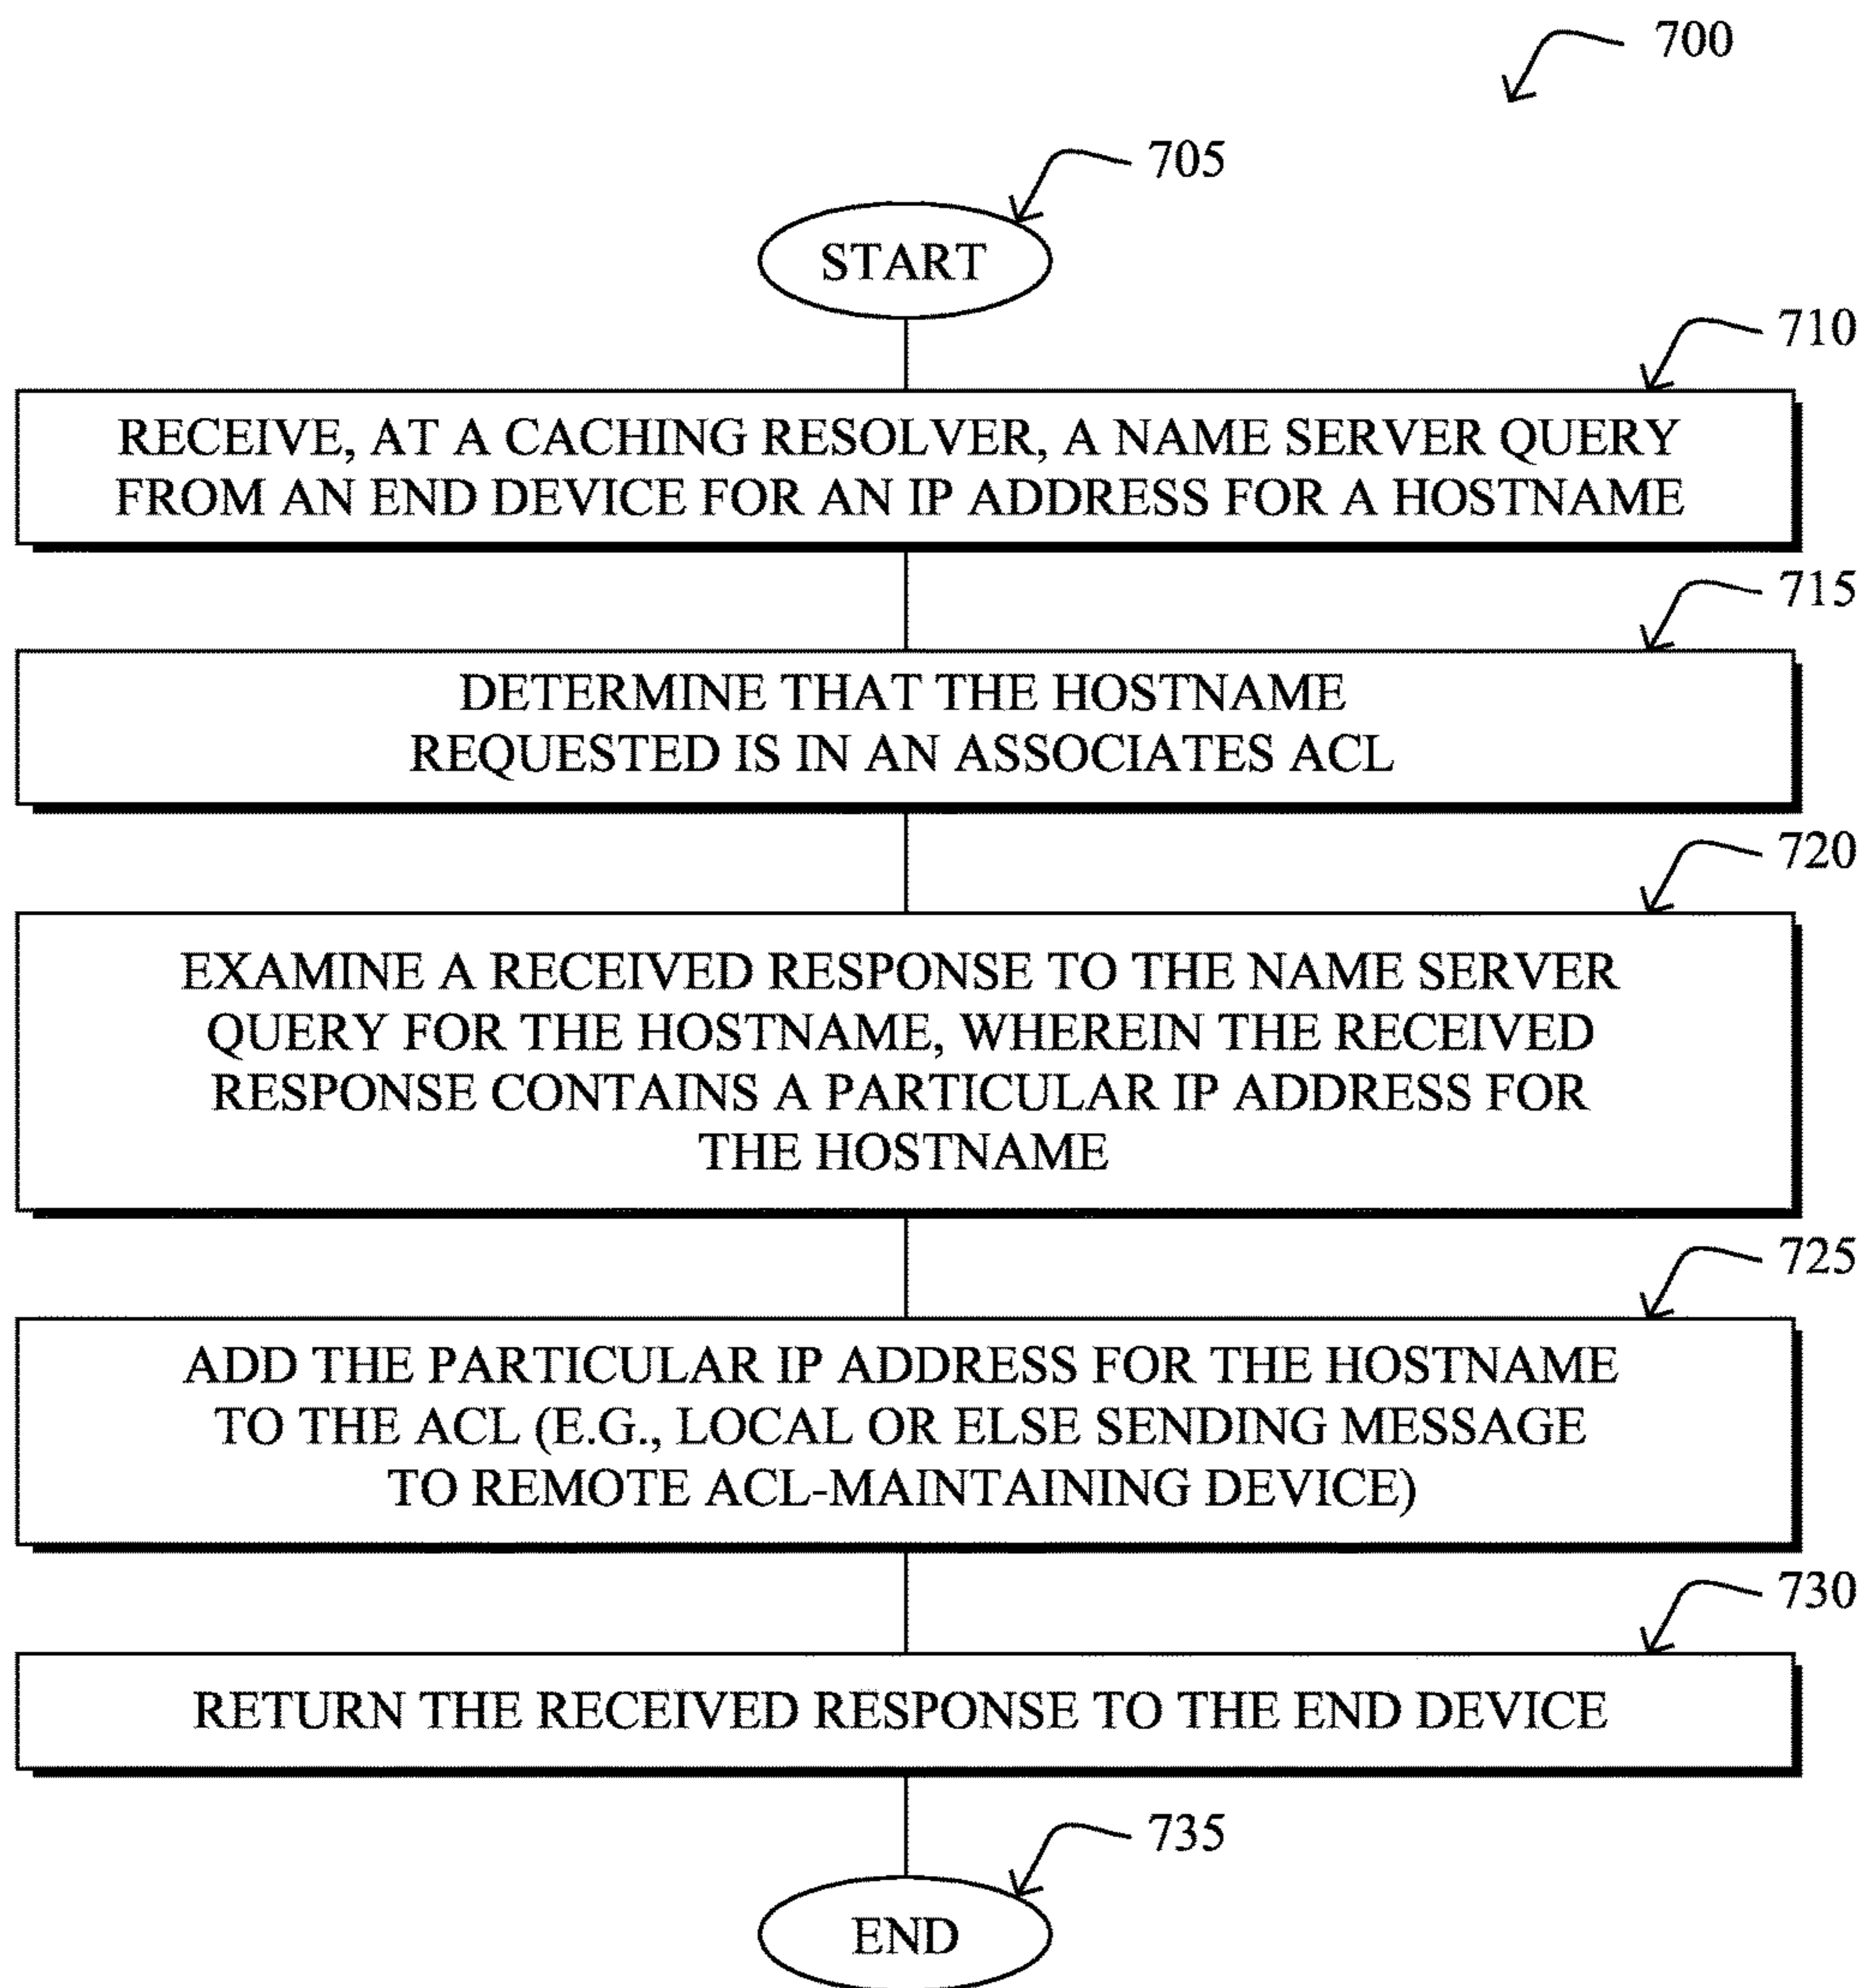 700
705
START
710
RECEIVE, AT A CACHING RESOLVER, A NAME SERVER QUERY
FROM AN END DEVICE FOR AN IP ADDRESS FOR A HOSTNAME
715
DETERMINE THAT THE HOSTNAME
REQUESTED IS IN AN ASSOCIATES ACL
720
EXAMINE A RECEIVED RESPONSE TO THE NAME SERVER
QUERY FOR THE HOSTNAME, WHEREIN THE RECEIVED
RESPONSE CONTAINS A PARTICULAR IP ADDRESS FOR
THE HOSTNAME
725
ADD THE PARTICULAR IP ADDRESS FOR THE HOSTNAME
TO THE ACL (E.G., LOCAL OR ELSE SENDING MESSAGE
TO REMOTE ACL-MAINTAINING DEVICE)
730
RETURN THE RECEIVED RESPONSE TO THE END DEVICE
735
END